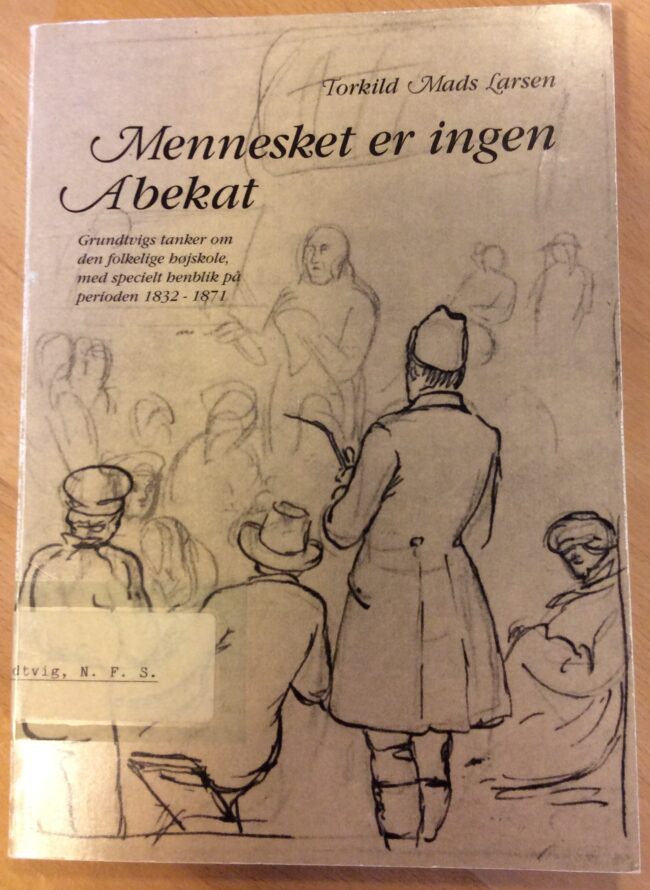 Torkild Mads Larsen
Mennesket er ingen
Abekat
Grundtvigs tanker om
den folkelige højskole,
med specielt henblik på
perioden 1832 - 1871
dtvig, N. F. S.